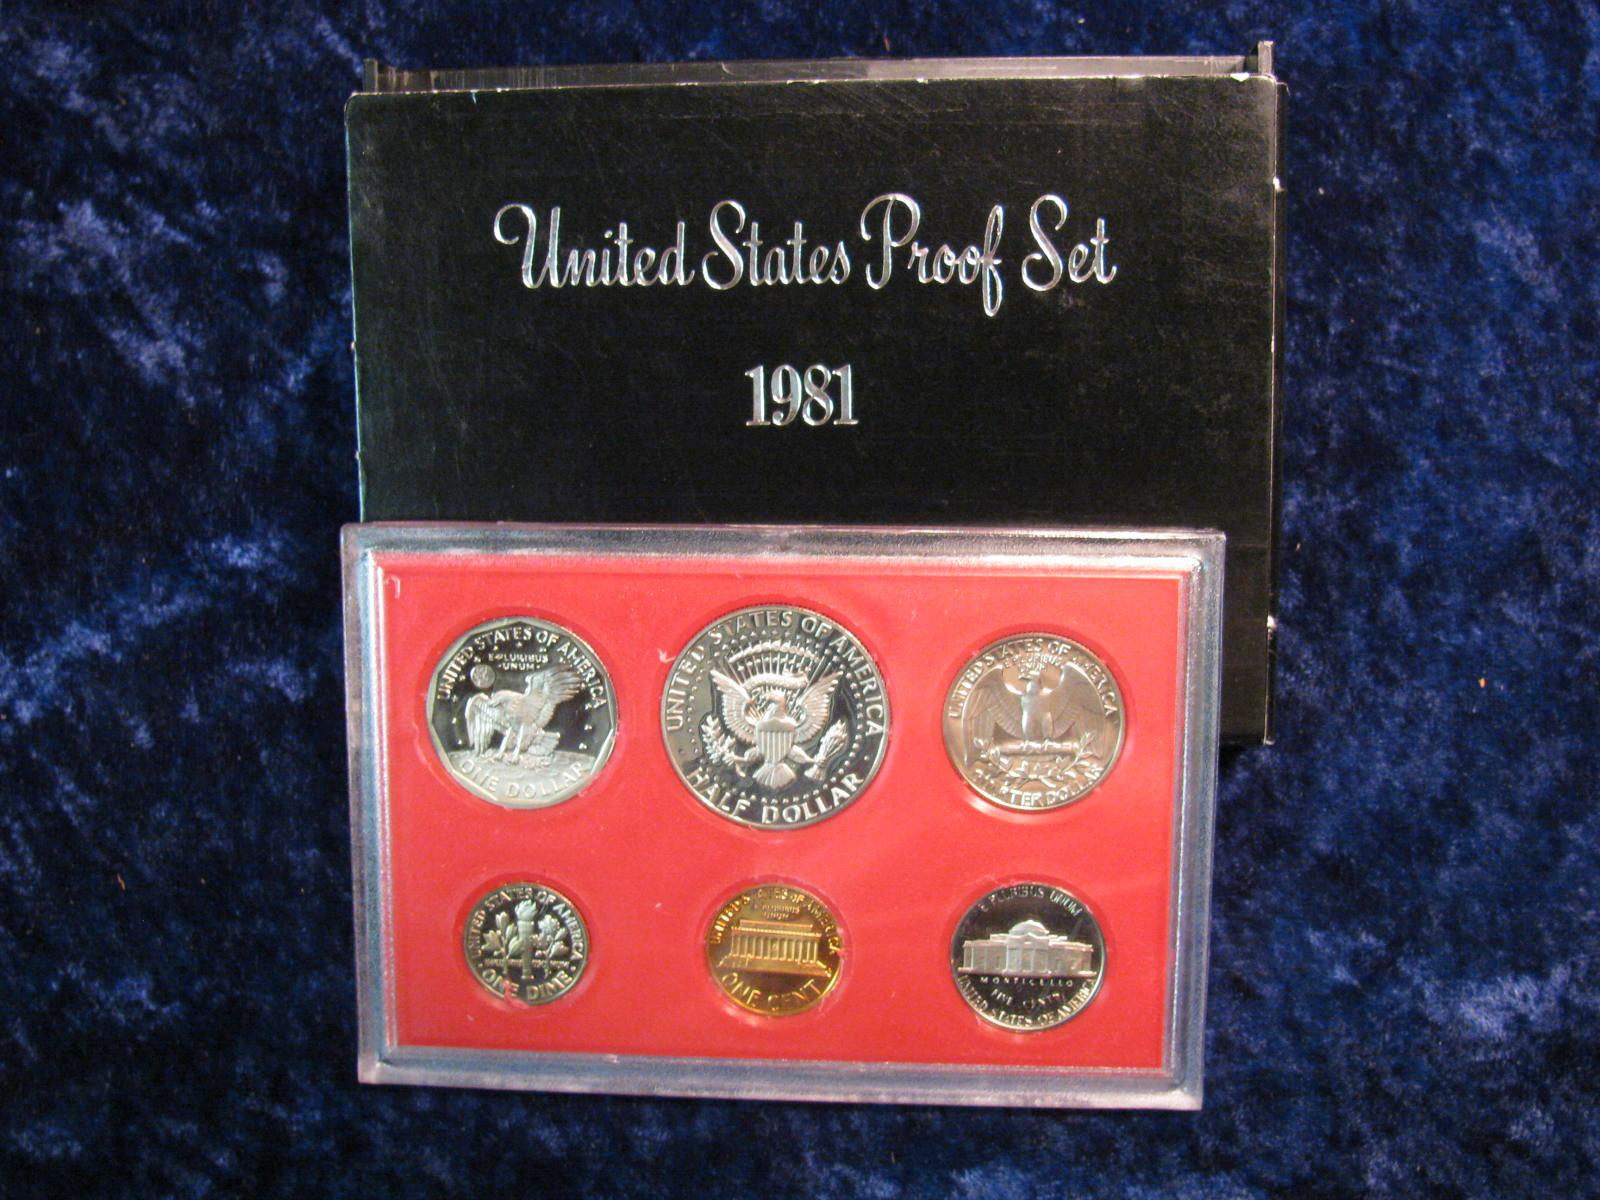 United States Proof Set
1981
UNITED STATES OF AMERICA
E PLURIBUS
UNUM
ONE DOLLAR
UNITED STATES OF AMERICA
HALF DOLLAR
UNITED STATES OF AMERICA
E PLURIBUS
UNUM
QUARTER DOLLAR
UNITED STATES OF AMERICA
ONE DIME
UNITED STATES OF AMERICA
E PLURIBUS
UNUM
ONE CENT
E PLURIBUS UNUM
MONTICELLO
FIVE CENTS
UNITED STATES OF AMERICA